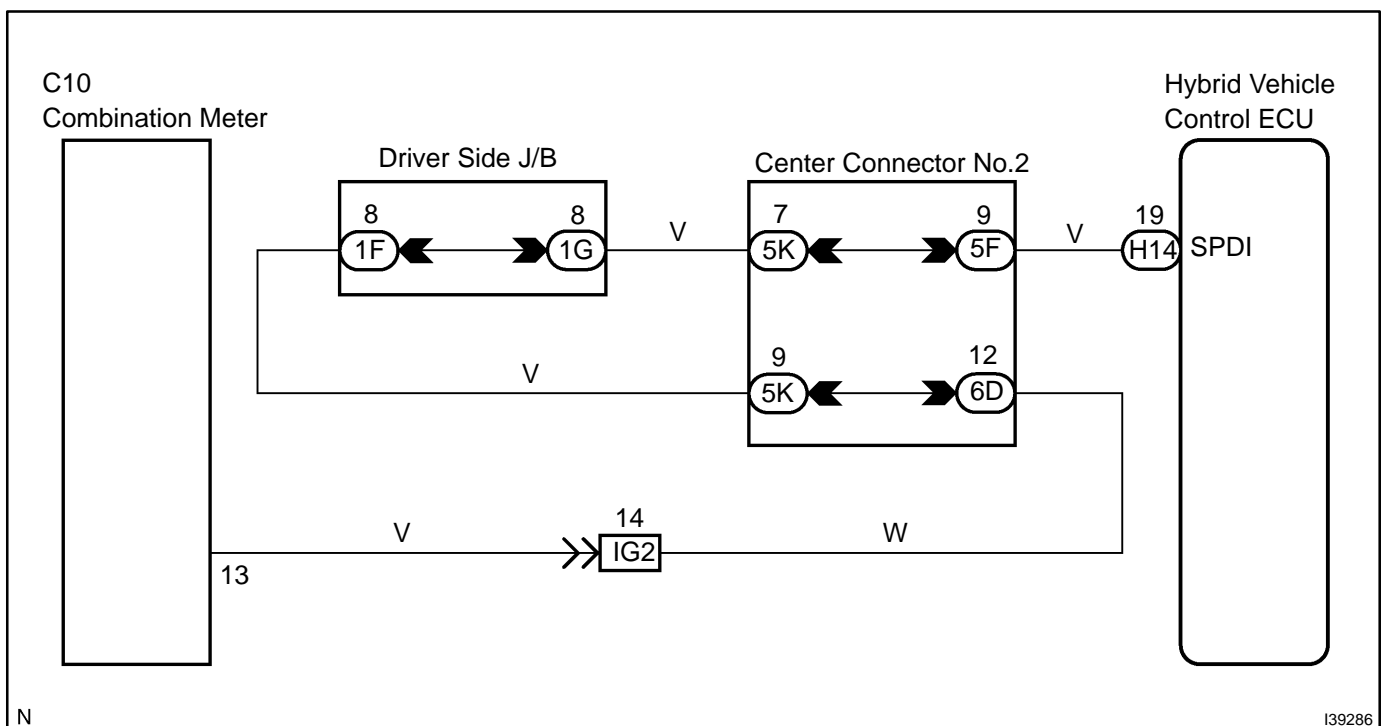 C10
Combination Meter
Hybrid Vehicle
Control ECU
Driver Side J/B
Center Connector No.2
8
8
7
9
19
1F
1G
V
5K
5F
V
H14
SPDI
9
12
V
5K
6D
V
14
IG2
W
13
N
I39286